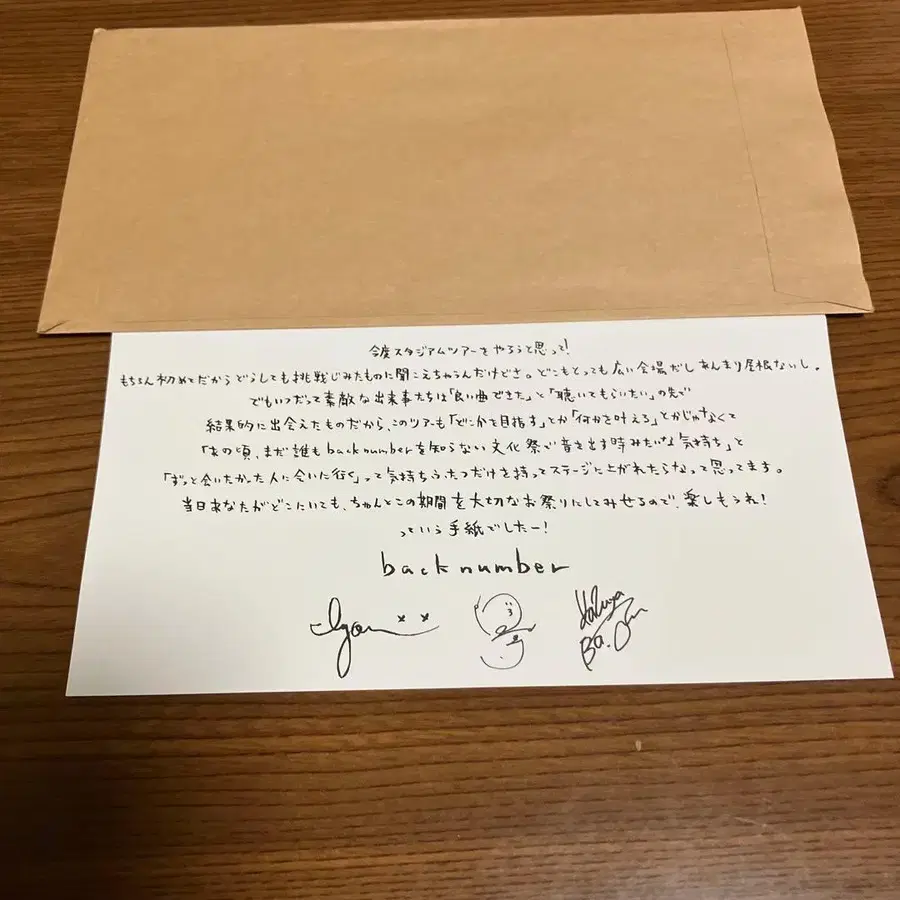 今度スタジアムツアーをやろうと思って!
もちろん初めてだからどうしても挑戦じみたものに聞こえちゃうんだけどさ。どこもとっても広い会場だしあんまり屋根ないし。
でもいつだって素敵な出来事たちは「良い曲できた」と「聴いてもらいたい」の先で
結果的に出会えたものだから、このツアーも「どこかを目指す」とか「何かを叶える」とかじゃなくて
「あの頃、まだ誰もback numberを知らない文化祭で音を出す時みたいな気持ち」と
「ずっと会いたかった人に会いに行く」って気持ちふたつだけを持ってステージに上がれたらなって思ってます。
当日あなたがどこにいても、ちゃんとこの期間を大切なお祭りにしてみせるので、楽しもうれ!
っていう手紙でしたー!
back number